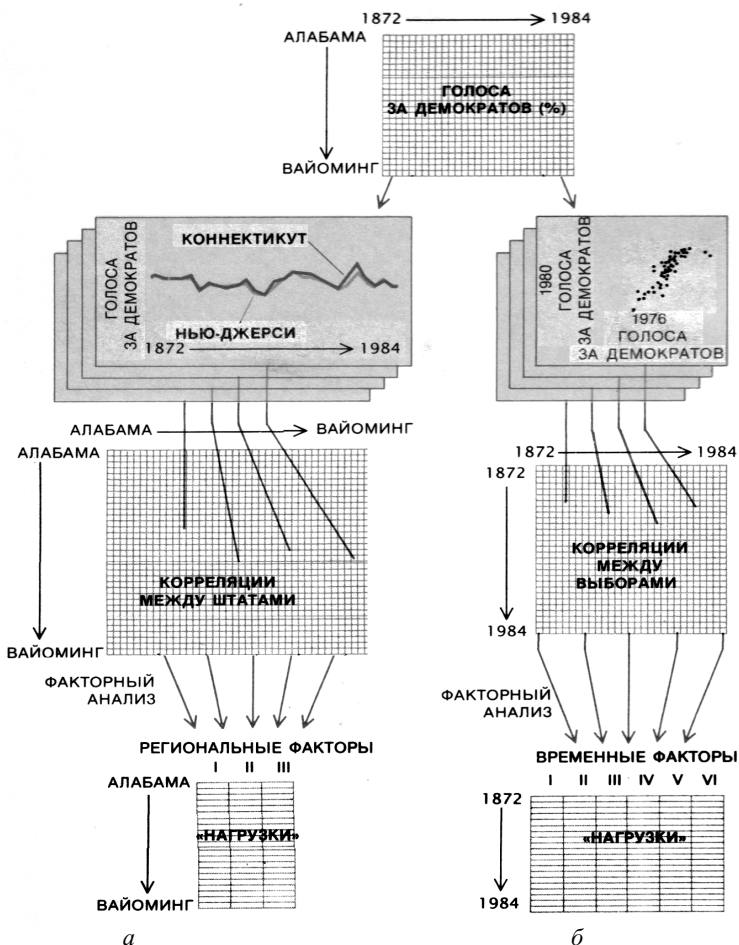 1872 1984
АЛАБАМА
ГОЛОСА
ЗА ДЕМОКРАТОВ (%)
ВАЙОМИНГ
ГОЛОСА
ЗА ДЕМОКРАТОВ
КОННЕКТИКУТ
НЬЮ-ДЖЕРСИ
1872 1984
АЛАБАМА ВАЙОМИНГ
АЛАБАМА
КОРРЕЛЯЦИИ
МЕЖДУ ШТАТАМИ
ВАЙОМИНГ
ФАКТОРНЫЙ
АНАЛИЗ
РЕГИОНАЛЬНЫЕ ФАКТОРЫ
I II III
АЛАБАМА
«НАГРУЗКИ»
ВАЙОМИНГ
а
1980
ГОЛОСА
ЗА ДЕМОКРАТОВ
1976
ГОЛОСА
ЗА ДЕМОКРАТОВ
1872 1984
1872
КОРРЕЛЯЦИИ
МЕЖДУ
ВЫБОРАМИ
1984
ФАКТОРНЫЙ
АНАЛИЗ
ВРЕМЕННЫЕ ФАКТОРЫ
I II III IV V VI
1872
«НАГРУЗКИ»
1984
б